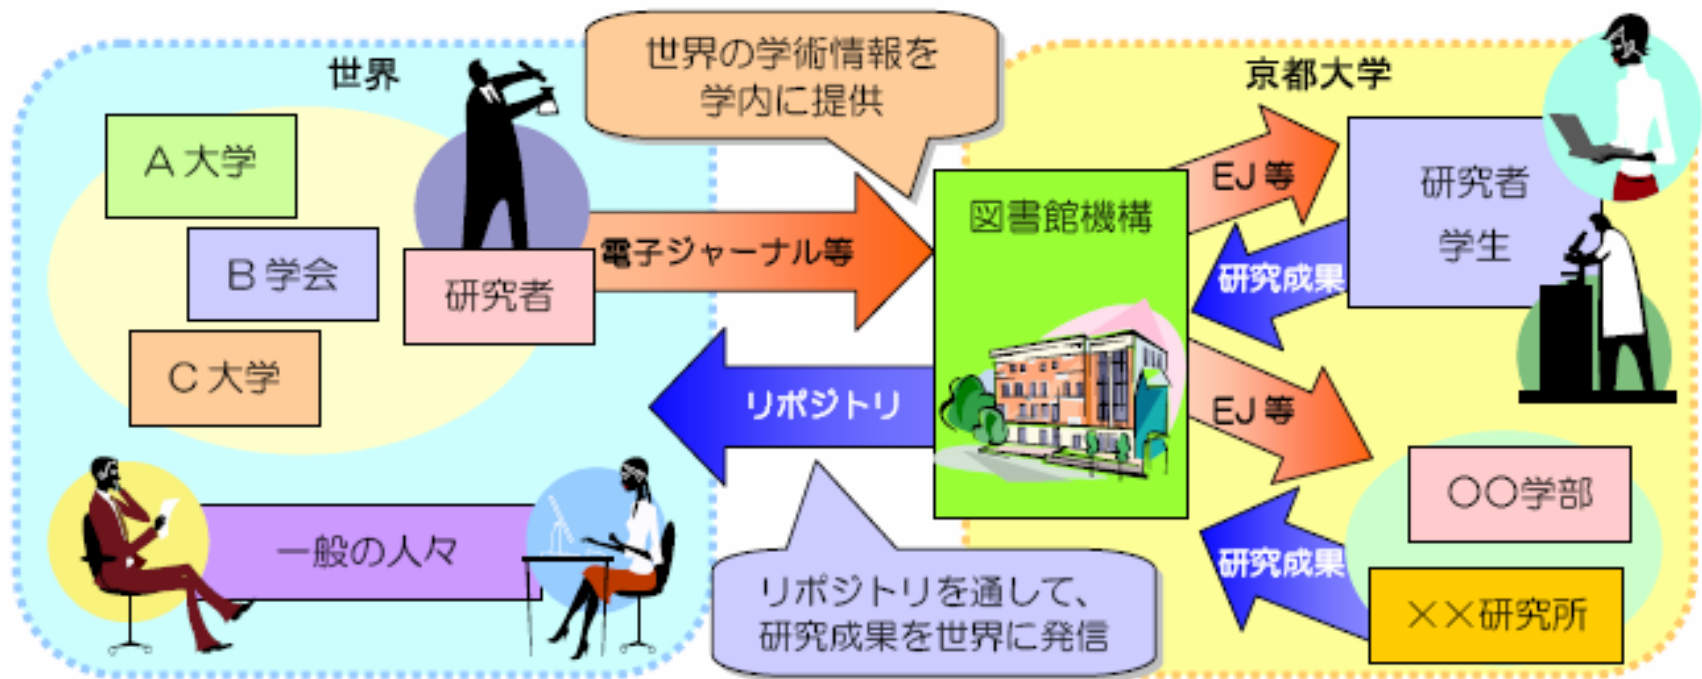 世界
A大学
B学会
C大学
研究者
一般の人々
世界の学術情報を
学内に提供
電子ジャーナル等
リポジトリ
リポジトリを通して、
研究成果を世界に発信
図書館機構
京都大学
EJ等
研究成果
研究者
学生
EJ等
研究成果
〇〇学部
××研究所